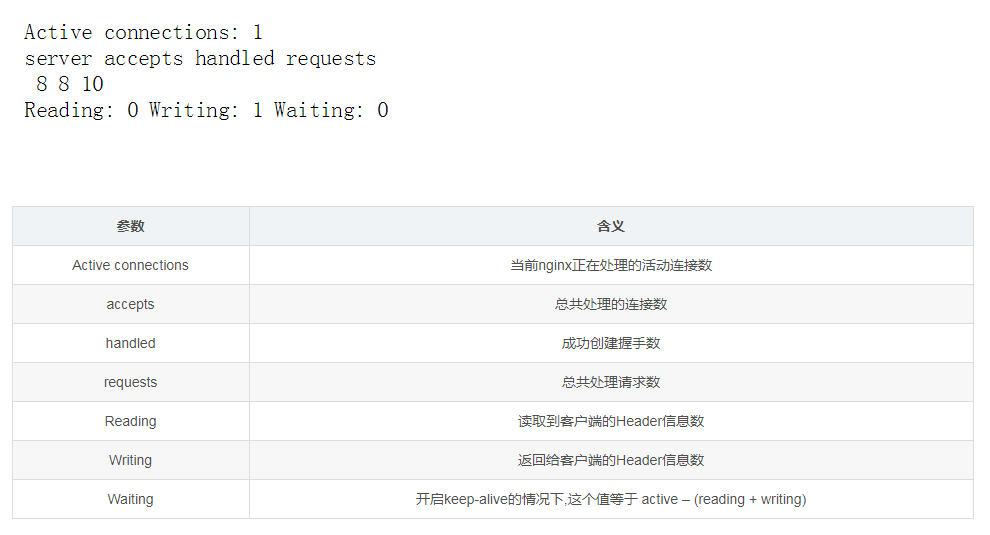 Active connections: 1
server accepts handled requests
8 8 10
Reading: 0 Writing: 1 Waiting: 0
参数 含义
Active connections 当前nginx正在处理的活动连接数
accepts 总共处理的连接数
handled 成功创建握手数
requests 总共处理请求数
Reading 读取到客户端的Header信息数
Writing 返回给客户端的Header信息数
Waiting 开启keep-alive的情况下,这个值等于 active – (reading + writing)